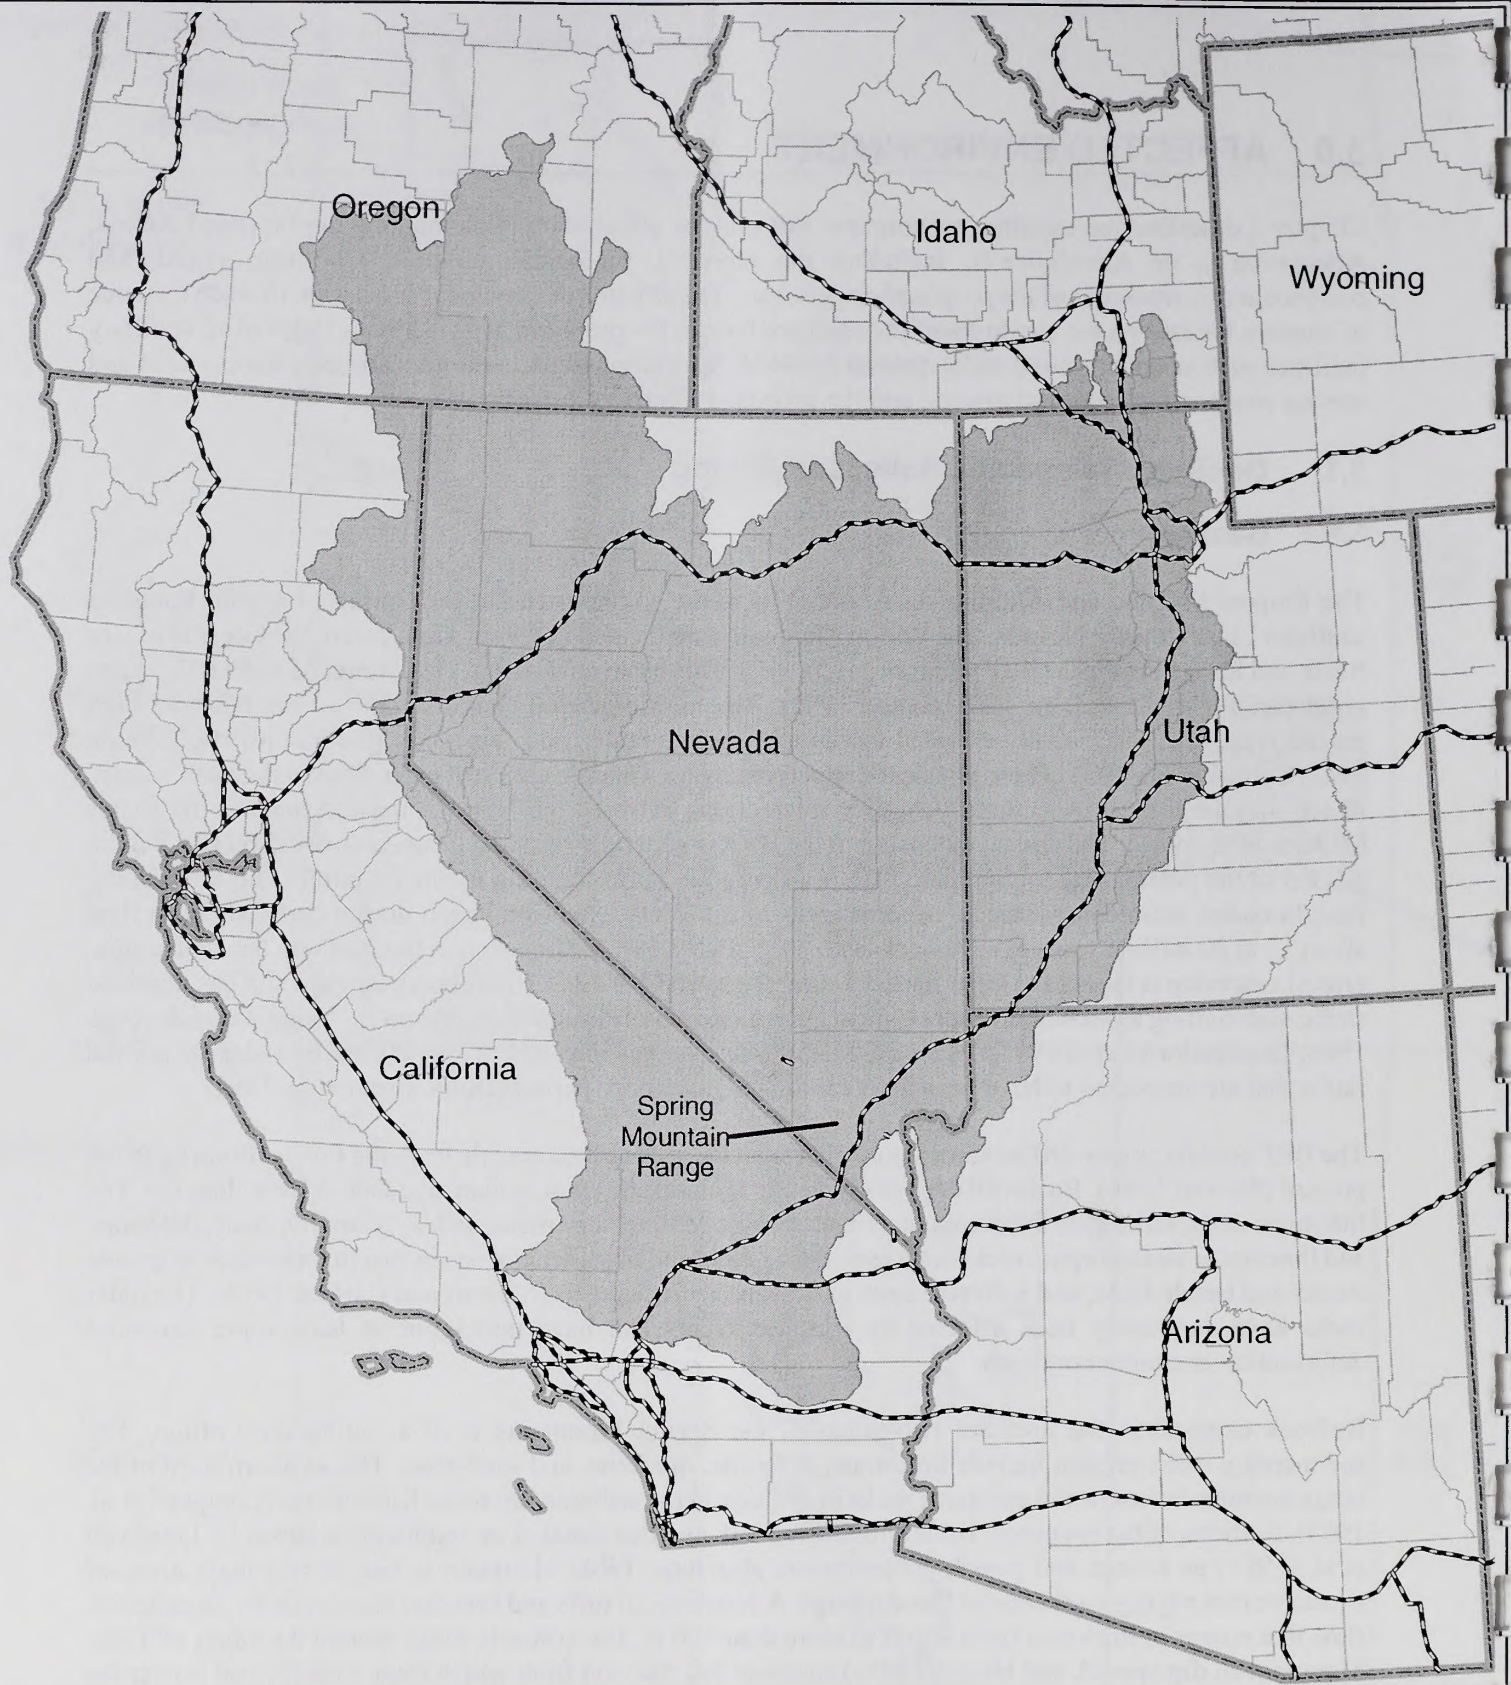 Oregon
Idaho
Wyoming
Nevada
Utah
California
Spring
Mountain
Range
Arizona